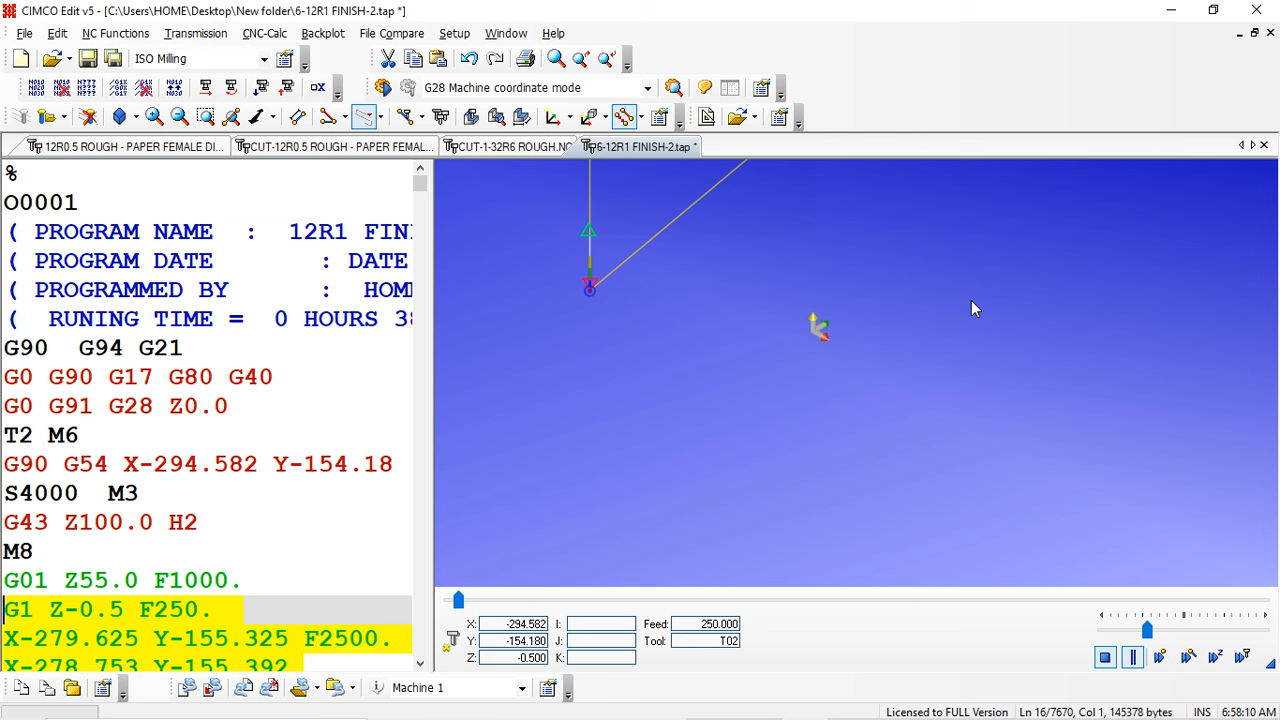 CIMCO Edit v5 - [C:\Users\HOME\Desktop\New folder\6-12R1 FINISH-2.tap *]
File Edit NC Functions Transmission CNC-Calc Backplot File Compare Setup Window Help
ISO Milling
G28 Machine coordinate mode
12R0.5 ROUGH - PAPER FEMALE DI... CUT-12R0.5 ROUGH - PAPER FEMAL... CUT-1-32R6 ROUGH.NC 6-12R1 FINISH-2.tap *
%
O0001
( PROGRAM NAME : 12R1 FIN
( PROGRAM DATE : DATE
( PROGRAMMED BY : HOM
( RUNING TIME = 0 HOURS 38
G90 G94 G21
G0 G90 G17 G80 G40
G0 G91 G28 Z0.0
T2 M6
G90 G54 X-294.582 Y-154.18
S4000 M3
G43 Z100.0 H2
M8
G01 Z55.0 F1000.
G1 Z-0.5 F250.
X-279.625 Y-155.325 F2500.
X-278.753 Y-155.392
X: -294.582 I: Feed: 250.000
Y: -154.180 J: Tool: T02
Z: -0.500 K:
Machine 1
Licensed to FULL Version Ln 16/7670, Col 1, 145378 bytes INS 6:58:10 AM